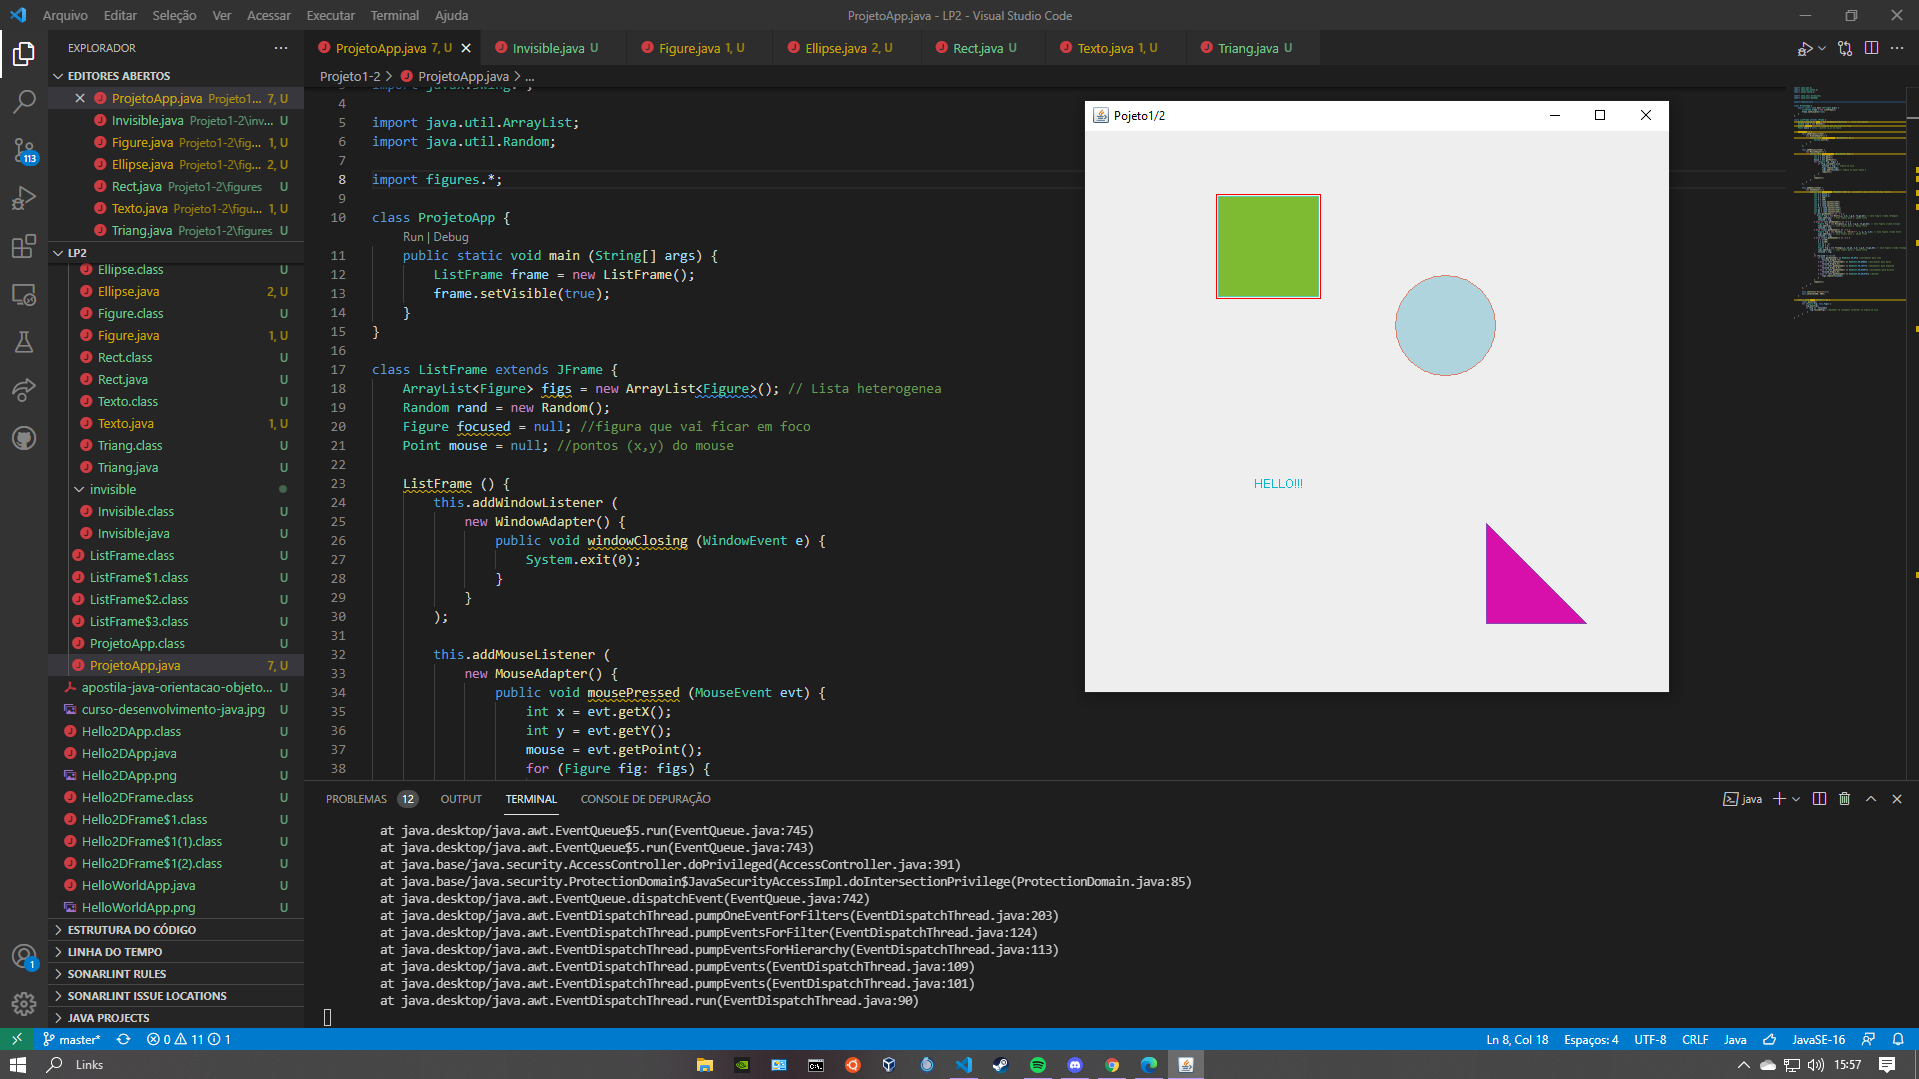 Arquivo Editar Seleção Ver Acessar Executar Terminal Ajuda
ProjetoApp.java - LP2 - Visual Studio Code
EXPLORADOR
EDITORES ABERTOS
ProjetoApp.java Projeto1... 7, U
Invisible.java Projeto1-2\inv... U
Figure.java Projeto1-2\fig... 1, U
Ellipse.java Projeto1-2\fig... 2, U
Rect.java Projeto1-2\figures U
Texto.java Projeto1-2\figu... 1, U
Triang.java Projeto1-2\figures U
LP2
Ellipse.class U
Ellipse.java 2, U
Figure.class U
Figure.java 1, U
Rect.class U
Rect.java U
Texto.class U
Texto.java 1, U
Triang.class U
Triang.java U
invisible
Invisible.class U
Invisible.java U
ListFrame.class U
ListFrame$1.class U
ListFrame$2.class U
ListFrame$3.class U
ProjetoApp.class U
ProjetoApp.java 7, U
apostila-java-orientacao-objeto... U
curso-desenvolvimento-java.jpg U
Hello2DApp.class U
Hello2DApp.java U
Hello2DApp.png U
Hello2DFrame.class U
Hello2DFrame$1.class U
Hello2DFrame$1(1).class U
Hello2DFrame$1(2).class U
HelloWorldApp.java U
HelloWorldApp.png U
ESTRUTURA DO CÓDIGO
LINHA DO TEMPO
SONARLINT RULES
SONARLINT ISSUE LOCATIONS
JAVA PROJECTS
113
1
ProjetoApp.java 7, U
Invisible.java U
Figure.java 1, U
Ellipse.java 2, U
Rect.java U
Texto.java 1, U
Triang.java U
Projeto1-2 > ProjetoApp.java > ...
3 import javax.swing.*;
4
5 import java.util.ArrayList;
6 import java.util.Random;
7
8 import figures.*;
9
10 class ProjetoApp {
Run | Debug
11 public static void main (String[] args) {
12 ListFrame frame = new ListFrame();
13 frame.setVisible(true);
14 }
15 }
16
17 class ListFrame extends JFrame {
18 ArrayList<Figure> figs = new ArrayList<Figure>(); // Lista heterogenea
19 Random rand = new Random();
20 Figure focused = null; //figura que vai ficar em foco
21 Point mouse = null; //pontos (x,y) do mouse
22
23 ListFrame () {
24 this.addWindowListener (
25 new WindowAdapter() {
26 public void windowClosing (WindowEvent e) {
27 System.exit(0);
28 }
29 }
30 );
31
32 this.addMouseListener (
33 new MouseAdapter() {
34 public void mousePressed (MouseEvent evt) {
35 int x = evt.getX();
36 int y = evt.getY();
37 mouse = evt.getPoint();
38 for (Figure fig: figs) {
Pojeto1/2
HELLO!!!
PROBLEMS 12 OUTPUT TERMINAL CONSOLE DE DEPURAÇÃO
java
at java.desktop/java.awt.EventQueue$5.run(EventQueue.java:745)
at java.desktop/java.awt.EventQueue$5.run(EventQueue.java:743)
at java.base/java.security.AccessController.doPrivileged(AccessController.java:391)
at java.base/java.security.ProtectionDomain$JavaSecurityAccessImpl.doIntersectionPrivilege(ProtectionDomain.java:85)
at java.desktop/java.awt.EventQueue.dispatchEvent(EventQueue.java:742)
at java.desktop/java.awt.EventDispatchThread.pumpOneEventForFilters(EventDispatchThread.java:203)
at java.desktop/java.awt.EventDispatchThread.pumpEventsForFilter(EventDispatchThread.java:124)
at java.desktop/java.awt.EventDispatchThread.pumpEventsForHierarchy(EventDispatchThread.java:113)
at java.desktop/java.awt.EventDispatchThread.pumpEvents(EventDispatchThread.java:109)
at java.desktop/java.awt.EventDispatchThread.pumpEvents(EventDispatchThread.java:101)
at java.desktop/java.awt.EventDispatchThread.run(EventDispatchThread.java:90)
master* 0 11 1
Ln 8, Col 18 Espaços: 4 UTF-8 CRLF Java JavaSE-16
Links
15:57